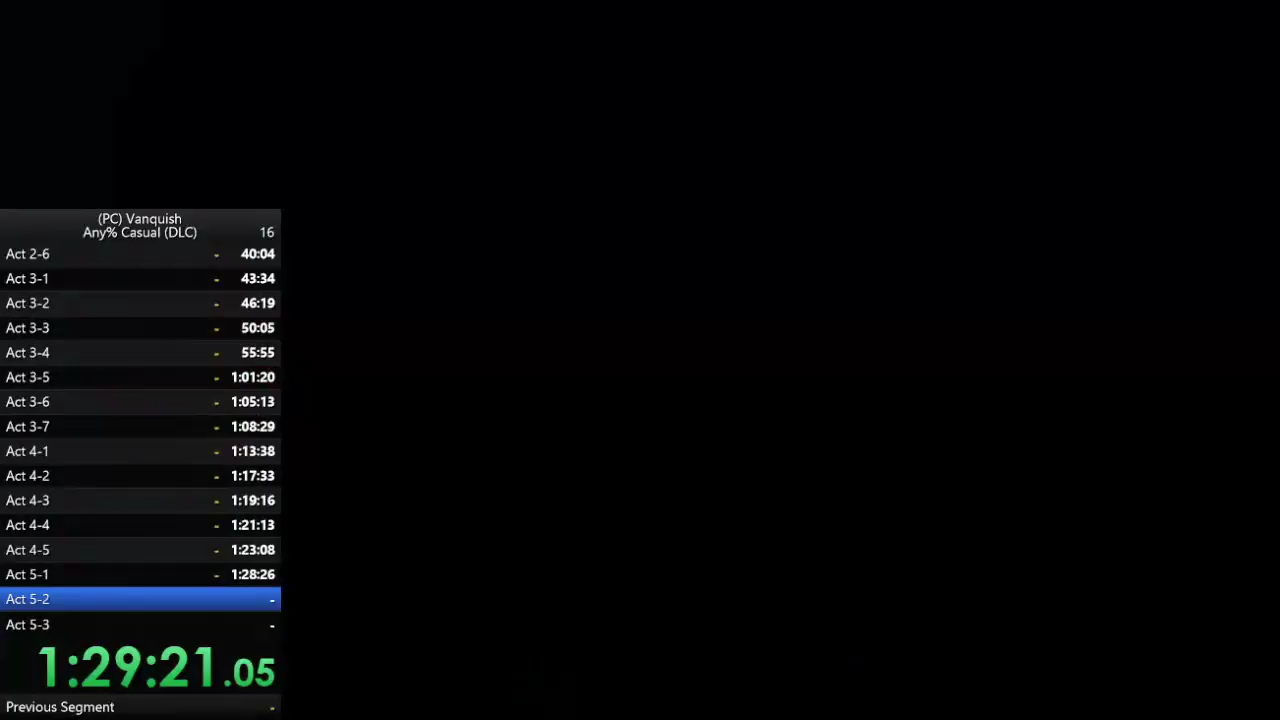 (PC) Vanquish
Any% Casual (DLC) 16
Act 2-6 - 40:04
Act 3-1 - 43:34
Act 3-2 - 46:19
Act 3-3 - 50:05
Act 3-4 - 55:55
Act 3-5 - 1:01:20
Act 3-6 - 1:05:13
Act 3-7 - 1:08:29
Act 4-1 - 1:13:38
Act 4-2 - 1:17:33
Act 4-3 - 1:19:16
Act 4-4 - 1:21:13
Act 4-5 - 1:23:08
Act 5-1 - 1:28:26
Act 5-2 -
Act 5-3 -
1:29:21.05
Previous Segment -